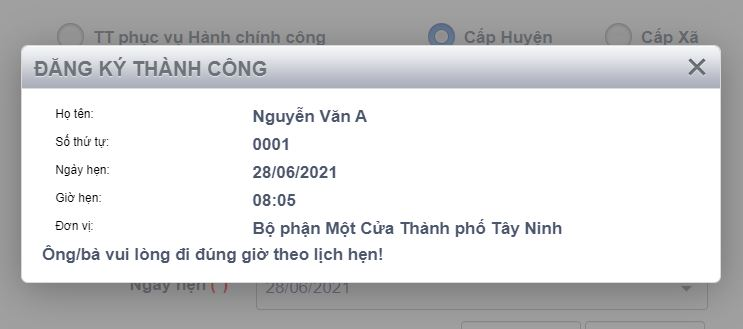 TT phục vụ Hành chính công Cấp Huyện Cấp Xã
ĐĂNG KÝ THÀNH CÔNG
Họ tên: Nguyễn Văn A
Số thứ tự: 0001
Ngày hẹn: 28/06/2021
Giờ hẹn: 08:05
Đơn vị: Bộ phận Một Cửa Thành phố Tây Ninh
Ông/bà vui lòng đi đúng giờ theo lịch hẹn!
Ngày hẹn ( ) 28/06/2021